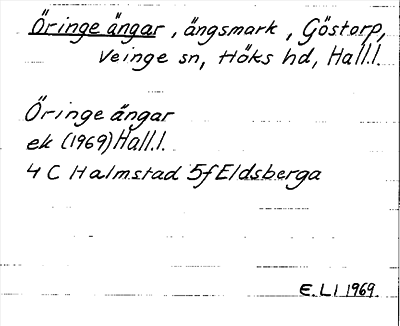 Öringe ängar, ängsmark, Göstorp,
Veinge sn, Höks hd, Hall.l.
Öringe ängar
ek (1969) Hall.l.
4 C Halmstad 5f Eldsberga
E.L1 1969.